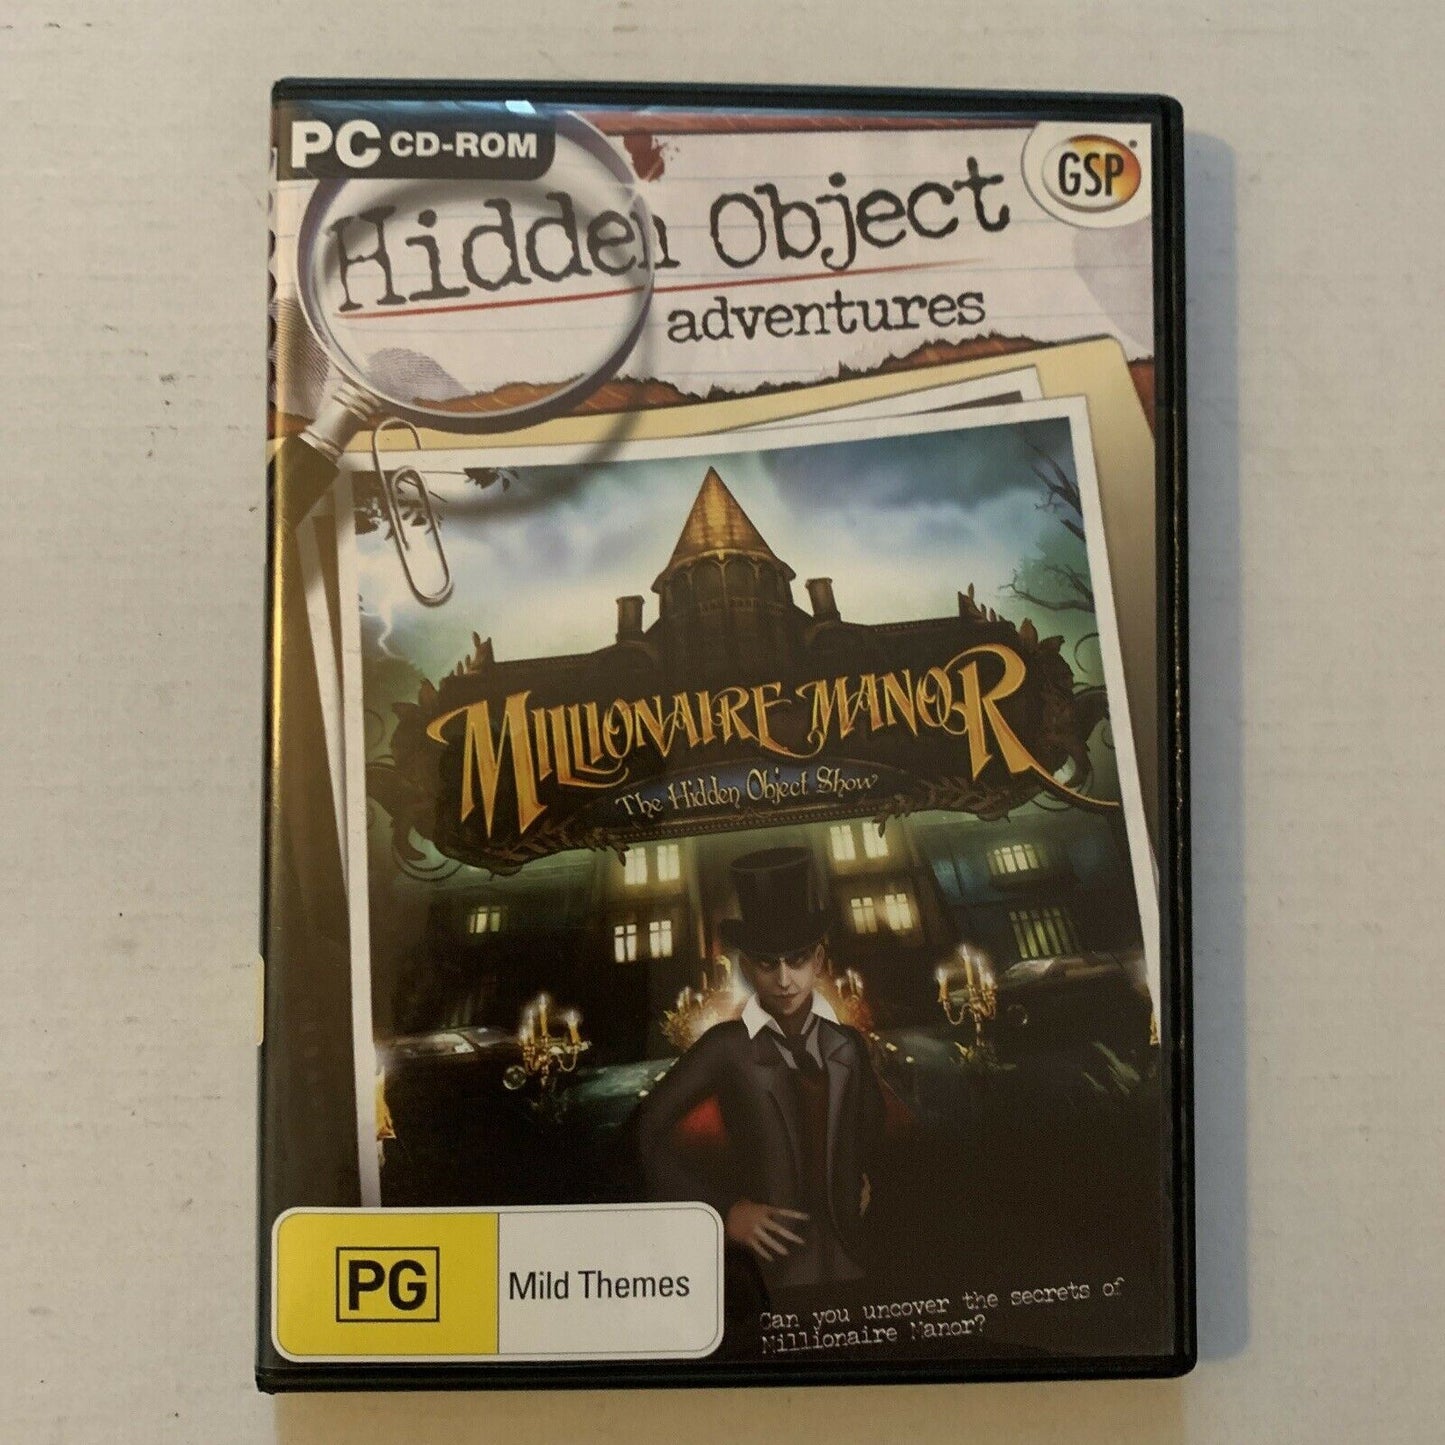 PC CD-ROM
GSP
Hidden Object
adventures
MILLIONAIRE MANOR
The Hidden Object Show
PG
Mild Themes
Can you uncover the secrets of
Millionaire Manor?